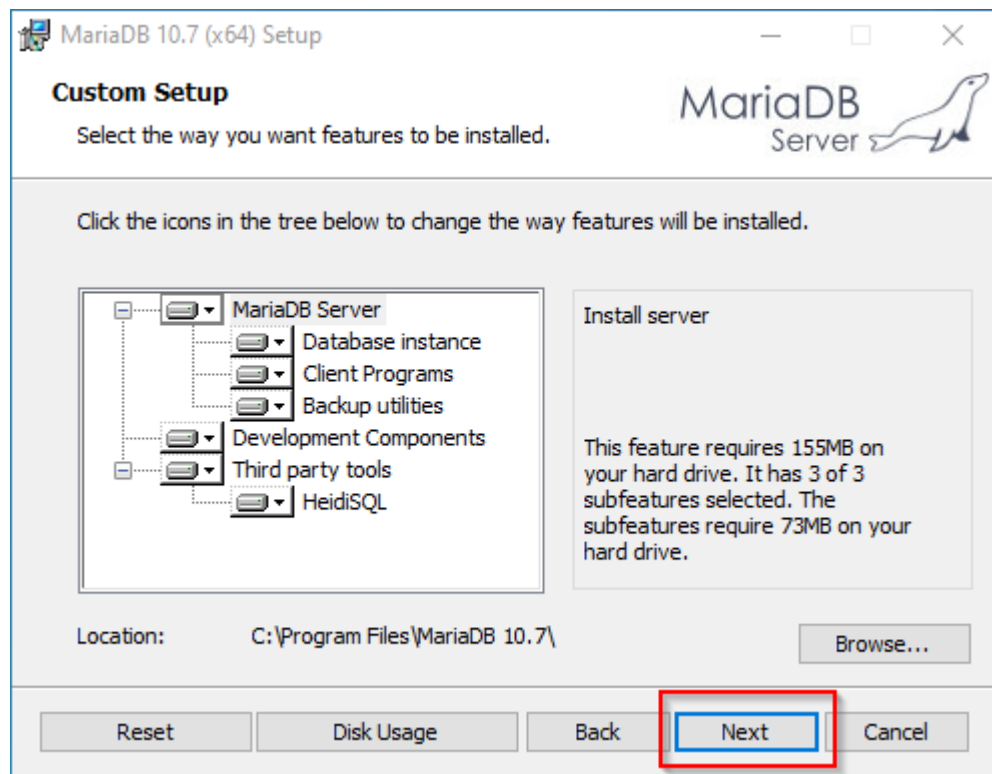 MariaDB 10.7 (x64) Setup
Custom Setup
Select the way you want features to be installed.
MariaDB
Server
Click the icons in the tree below to change the way features will be installed.
MariaDB Server
Database instance
Client Programs
Backup utilities
Development Components
Third party tools
HeidiSQL
Install server
This feature requires 155MB on
your hard drive. It has 3 of 3
subfeatures selected. The
subfeatures require 73MB on your
hard drive.
Location: C:\Program Files\MariaDB 10.7\
Browse...
Reset Disk Usage Back Next Cancel